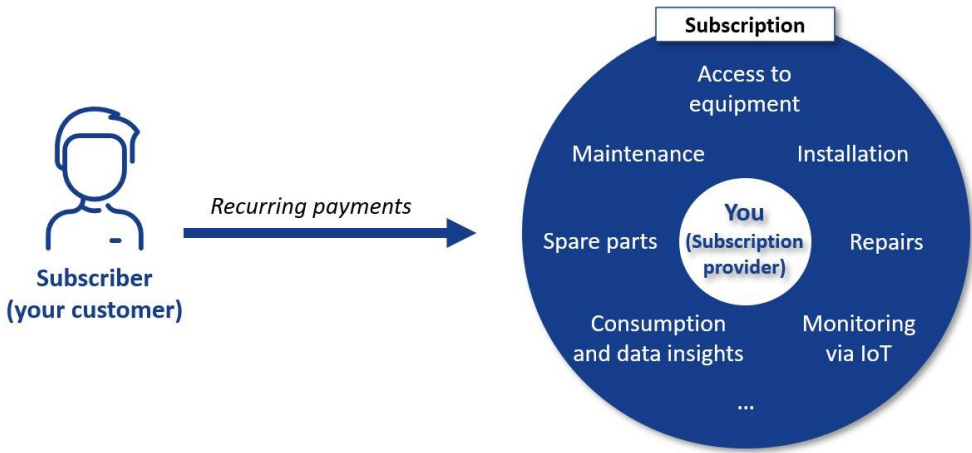 Subscription
Access to
equipment
Maintenance
Installation
Recurring payments
You
(Subscription
provider)
Spare parts
Repairs
Subscriber
(your customer)
Consumption
and data insights
Monitoring
via IoT
...